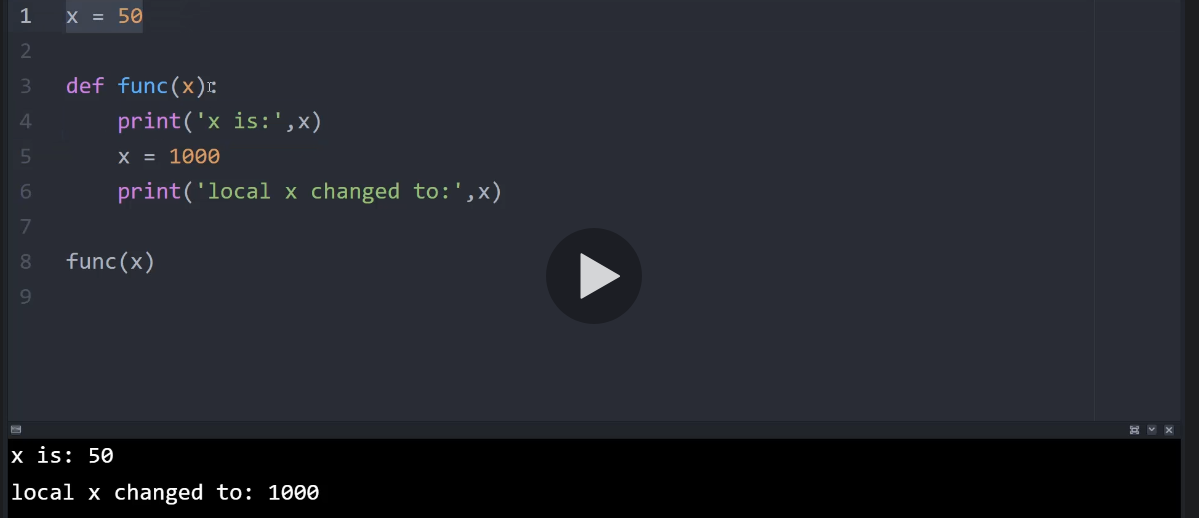 1 x = 50
2
3 def func(x):
4     print('x is:',x)
5     x = 1000
6     print('local x changed to:',x)
7
8 func(x)
9
x is: 50
local x changed to: 1000